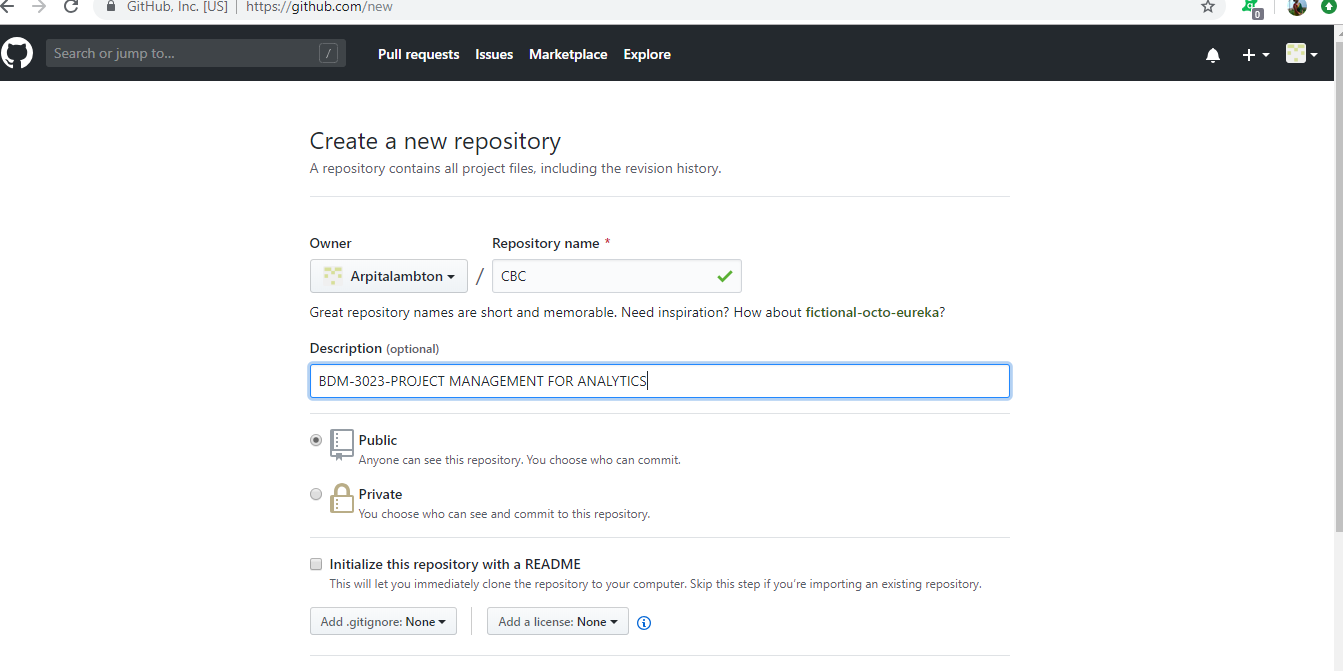 GitHub, Inc. [US] | https://github.com/new
0
Search or jump to... /
Pull requests Issues Marketplace Explore
Create a new repository
A repository contains all project files, including the revision history.
Owner Repository name *
Arpitalambton / CBC
Great repository names are short and memorable. Need inspiration? How about fictional-octo-eureka?
Description (optional)
BDM-3023-PROJECT MANAGEMENT FOR ANALYTICS
Public
Anyone can see this repository. You choose who can commit.
Private
You choose who can see and commit to this repository.
Initialize this repository with a README
This will let you immediately clone the repository to your computer. Skip this step if you’re importing an existing repository.
Add .gitignore: None Add a license: None